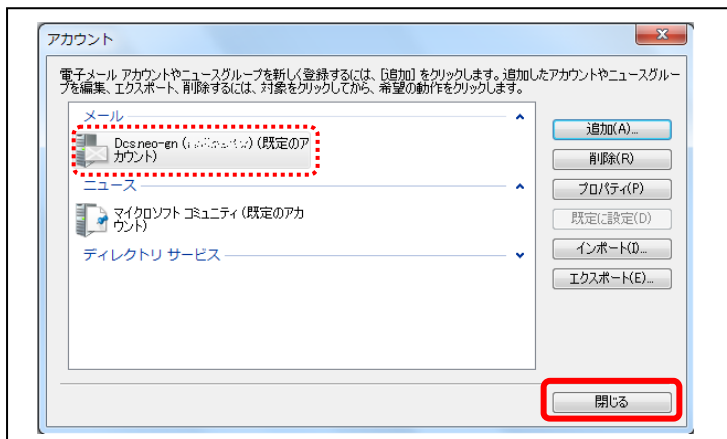 アカウント
電子メール アカウントやニュースグループを新しく登録するには、[追加] をクリックします。追加したアカウントやニュースグルー
プを編集、エクスポート、削除するには、対象をクリックしてから、希望の動作をクリックします。
メール
Dcs.neo-gn (既定のア
カウント)
ニュース
マイクロソフト コミュニティ (既定のアカ
ウント)
ディレクトリ サービス
追加(A)...
削除(R)
プロパティ(P)
既定に設定(D)
インポート(I)...
エクスポート(E)...
閉じる